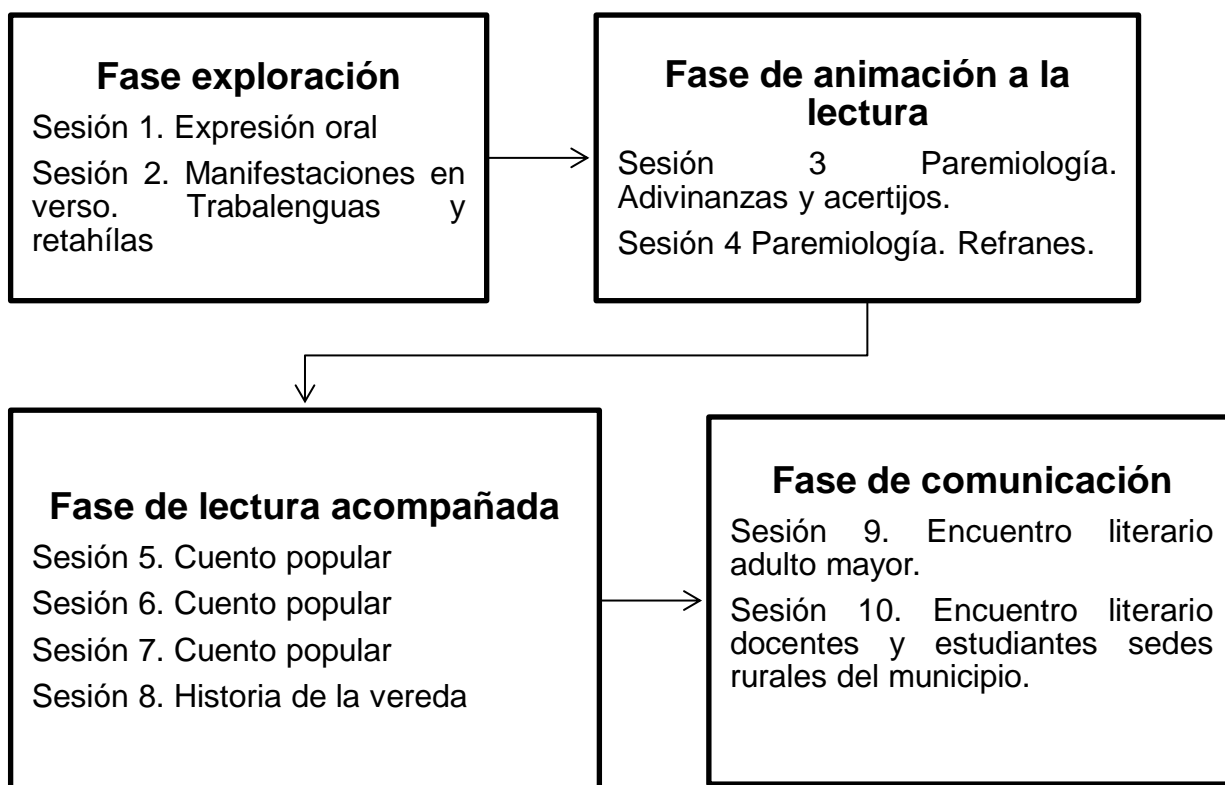 Fase exploración
Sesión 1. Expresión oral
Sesión 2. Manifestaciones en
verso. Trabalenguas y
retahílas
Fase de animación a la
lectura
Sesión 3 Paremiología.
Adivinanzas y acertijos.
Sesión 4 Paremiología. Refranes.
Fase de lectura acompañada
Sesión 5. Cuento popular
Sesión 6. Cuento popular
Sesión 7. Cuento popular
Sesión 8. Historia de la vereda
Fase de comunicación
Sesión 9. Encuentro literario
adulto mayor.
Sesión 10. Encuentro literario
docentes y estudiantes sedes
rurales del municipio.